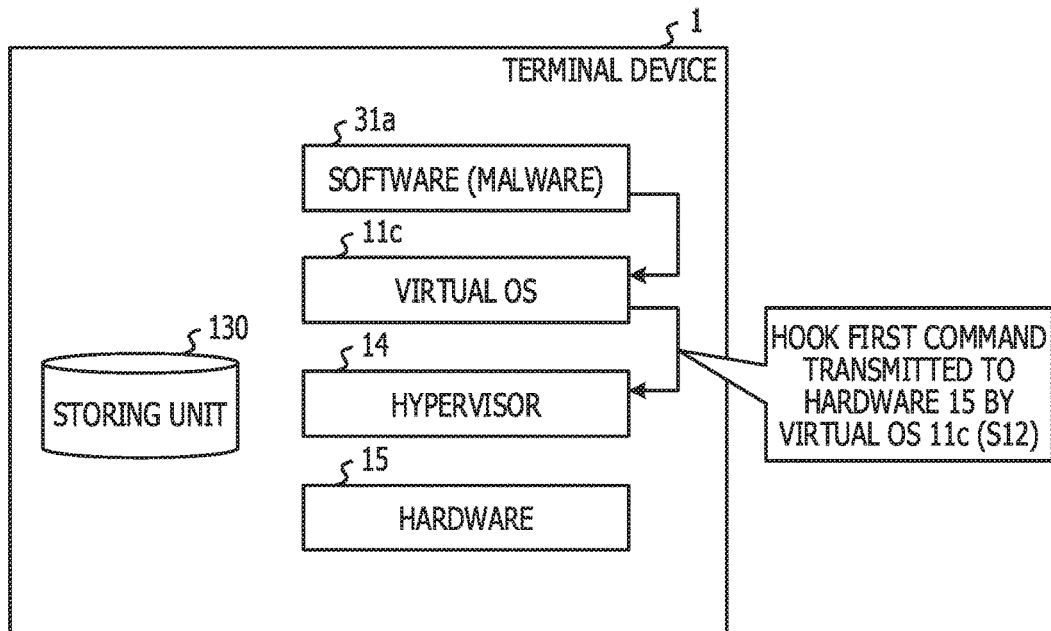 1
TERMINAL DEVICE
31a
SOFTWARE (MALWARE)
11c
VIRTUAL OS
130
STORING UNIT
14
HYPERVISOR
15
HARDWARE
HOOK FIRST COMMAND
TRANSMITTED TO
HARDWARE 15 BY
VIRTUAL OS 11c (S12)